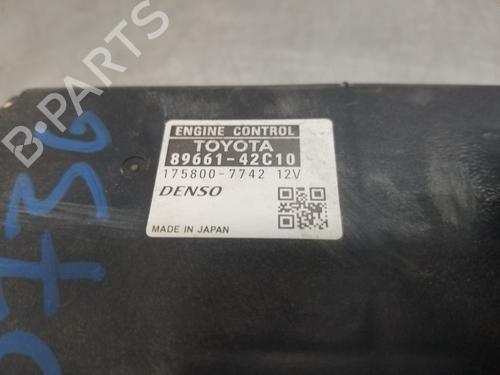 ENGINE CONTROL
TOYOTA
89661-42C10
175800-7742 12V
DENSO
MADE IN JAPAN
B-PARTS